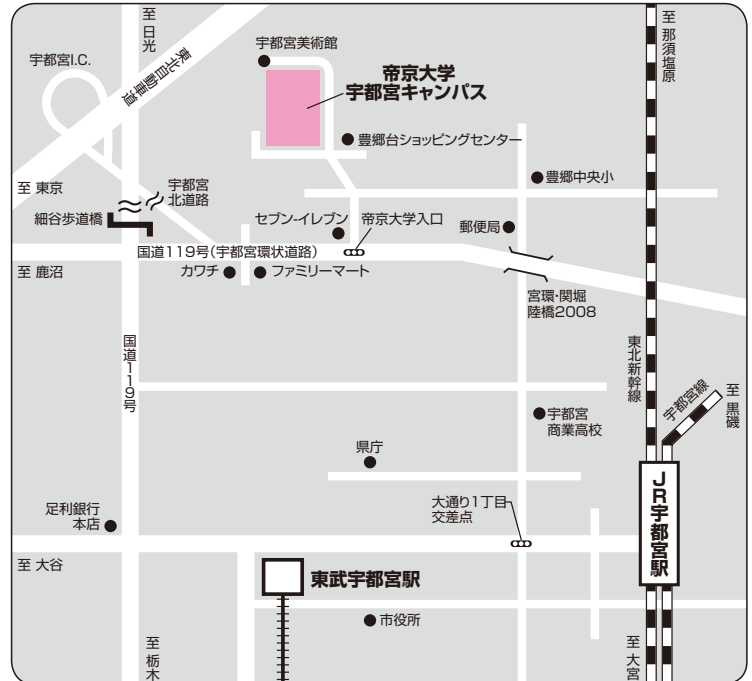 至 日光
至 那須塩原
宇都宮I.C.
東北自動車道
宇都宮美術館
帝京大学
宇都宮キャンパス
豊郷台ショッピングセンター
豊郷中央小
至 東京
宇都宮
北道路
細谷歩道橋
セブン-イレブン
帝京大学入口
郵便局
国道119号(宇都宮環状道路)
至 鹿沼
カワチ
ファミリーマート
宮環・関堀
陸橋2008
国道119号
東北新幹線
宇都宮線
至 黒磯
宇都宮
商業高校
県庁
JR宇都宮駅
足利銀行
本店
大通り1丁目
交差点
至 大谷
東武宇都宮駅
市役所
至 栃木
至 大宮